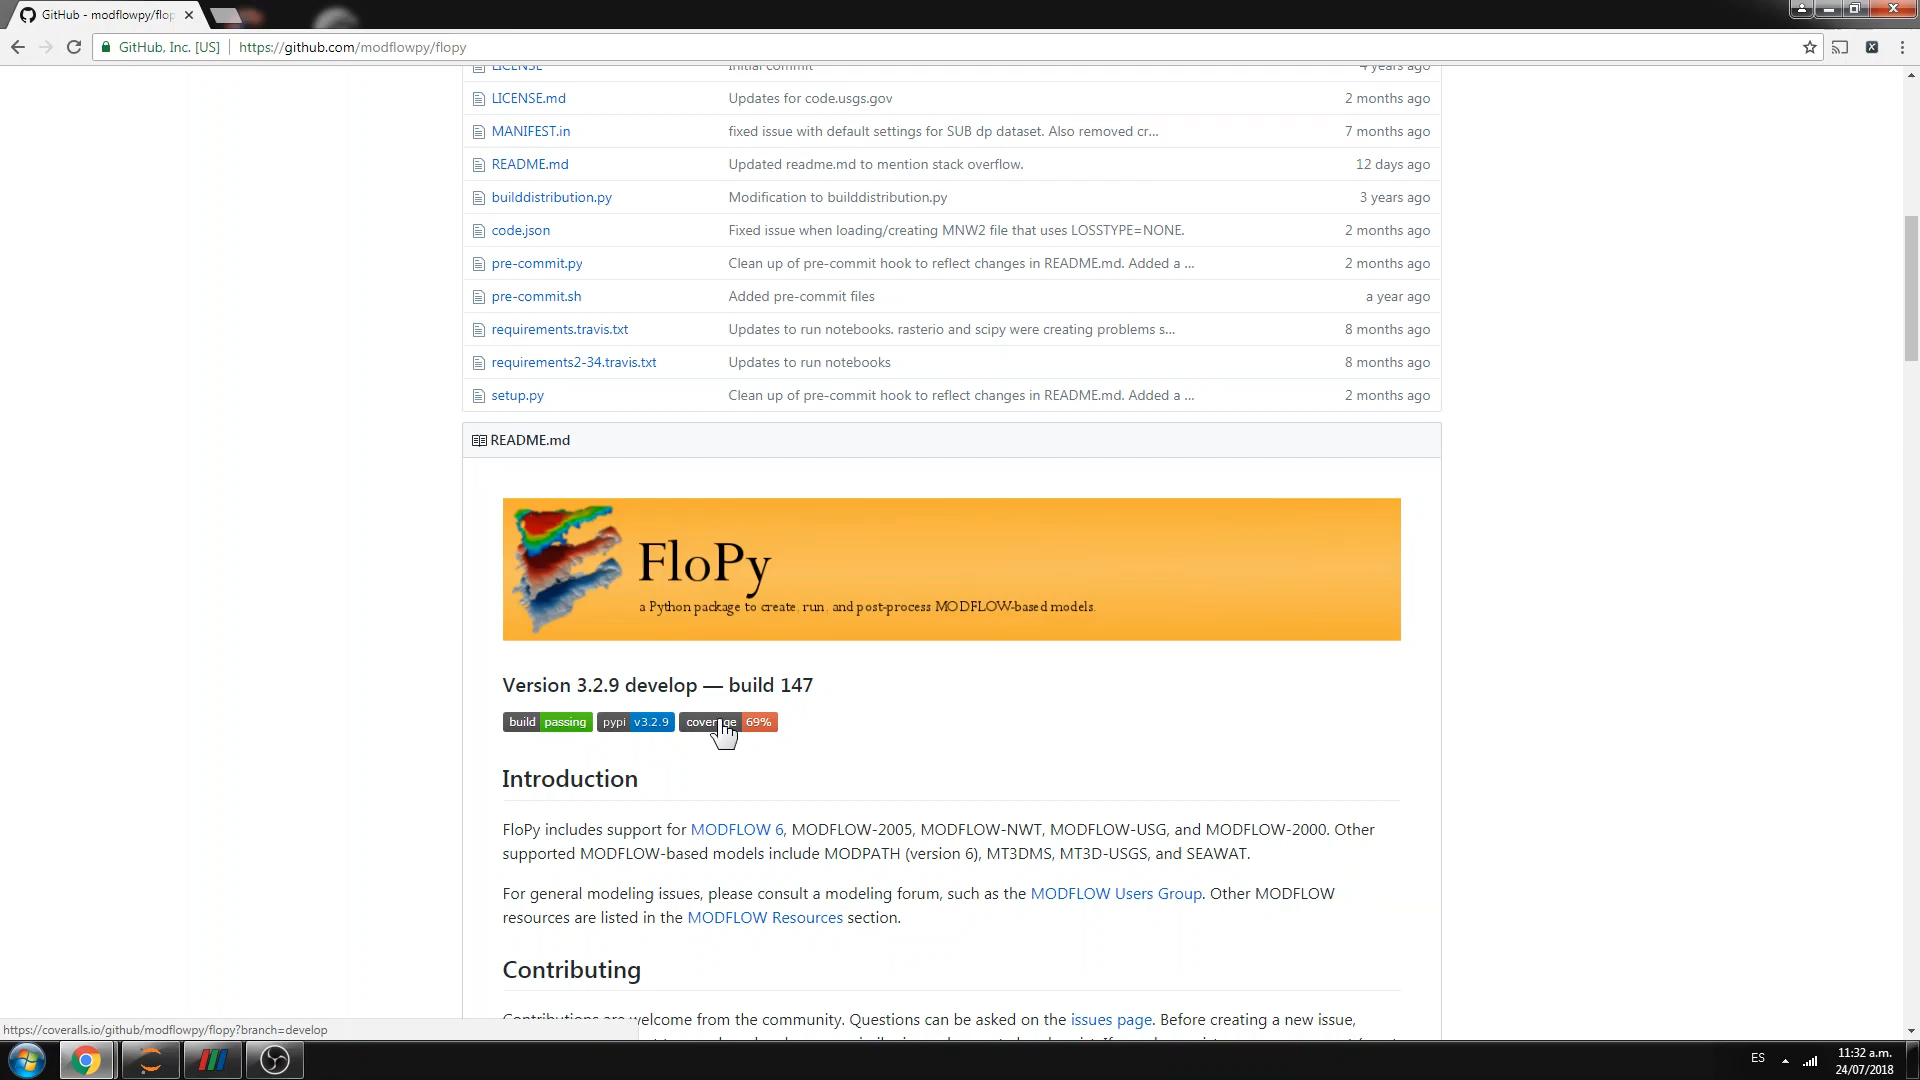 GitHub - modflowpy/flop
GitHub, Inc. [US] https://github.com/modflowpy/flopy
LICENSE Initial commit 4 years ago
LICENSE.md Updates for code.usgs.gov 2 months ago
MANIFEST.in fixed issue with default settings for SUB dp dataset. Also removed cr... 7 months ago
README.md Updated readme.md to mention stack overflow. 12 days ago
builddistribution.py Modification to builddistribution.py 3 years ago
code.json Fixed issue when loading/creating MNW2 file that uses LOSSTYPE=NONE. 2 months ago
pre-commit.py Clean up of pre-commit hook to reflect changes in README.md. Added a ... 2 months ago
pre-commit.sh Added pre-commit files a year ago
requirements.travis.txt Updates to run notebooks. rasterio and scipy were creating problems s... 8 months ago
requirements2-34.travis.txt Updates to run notebooks 8 months ago
setup.py Clean up of pre-commit hook to reflect changes in README.md. Added a ... 2 months ago
README.md
FloPy
a Python package to create, run, and post-process MODFLOW-based models.
Version 3.2.9 develop — build 147
build passing pypi v3.2.9 coverage 69%
Introduction
FloPy includes support for MODFLOW 6, MODFLOW-2005, MODFLOW-NWT, MODFLOW-USG, and MODFLOW-2000. Other
supported MODFLOW-based models include MODPATH (version 6), MT3DMS, MT3D-USGS, and SEAWAT.
For general modeling issues, please consult a modeling forum, such as the MODFLOW Users Group. Other MODFLOW
resources are listed in the MODFLOW Resources section.
Contributing
Contributions are welcome from the community. Questions can be asked on the issues page. Before creating a new issue,
https://coveralls.io/github/modflowpy/flopy?branch=develop
ES 11:32 a.m.
24/07/2018